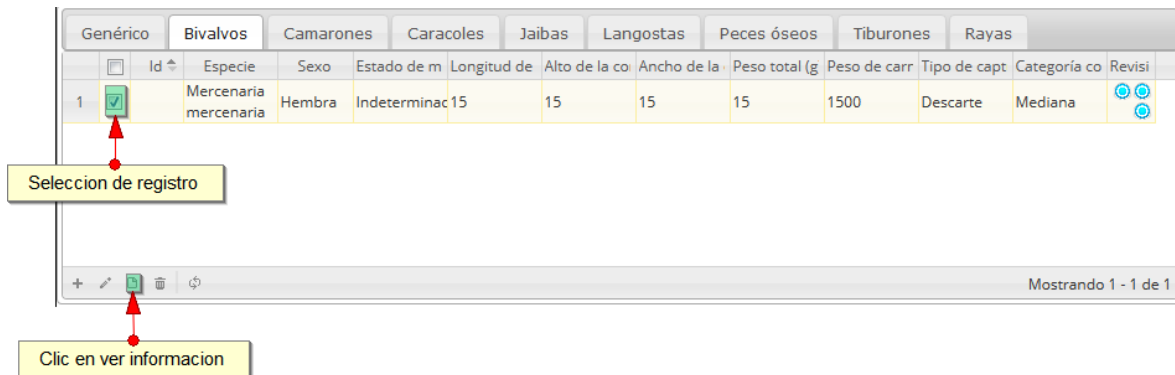 Genérico Bivalvos Camarones Caracoles Jaibas Langostas Peces óseos Tiburones Rayas
Id Especie Sexo Estado de m Longitud de Alto de la co Ancho de la Peso total (g Peso de carr Tipo de capt Categoría co Revisi
1 Mercenaria mercenaria Hembra Indeterminac 15 15 15 15 1500 Descarte Mediana
Seleccion de registro
Mostrando 1 - 1 de 1
Clic en ver informacion